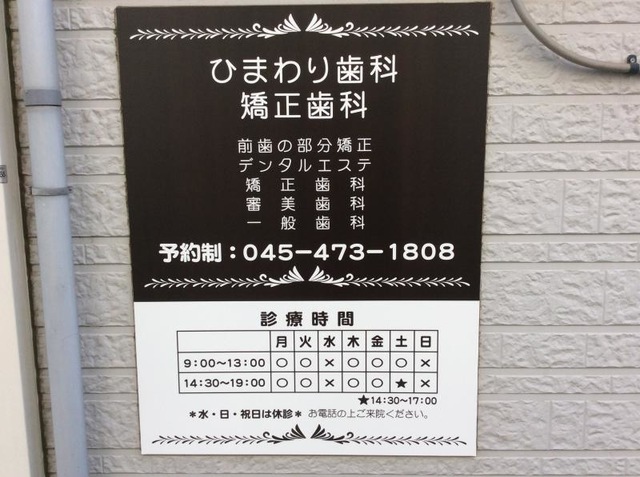 ひまわり歯科
矯正歯科
前歯の部分矯正
デンタルエステ
矯正歯科
審美歯科
一般歯科
予約制：045-473-1808
診療時間
月 火 水 木 金 土 日
9:00～13:00 ○ ○ × ○ ○ ○ ×
14:30～19:00 ○ ○ × ○ ○ ★ ×
★14:30～17:00
＊水・日・祝日は休診＊ お電話の上ご来院ください。